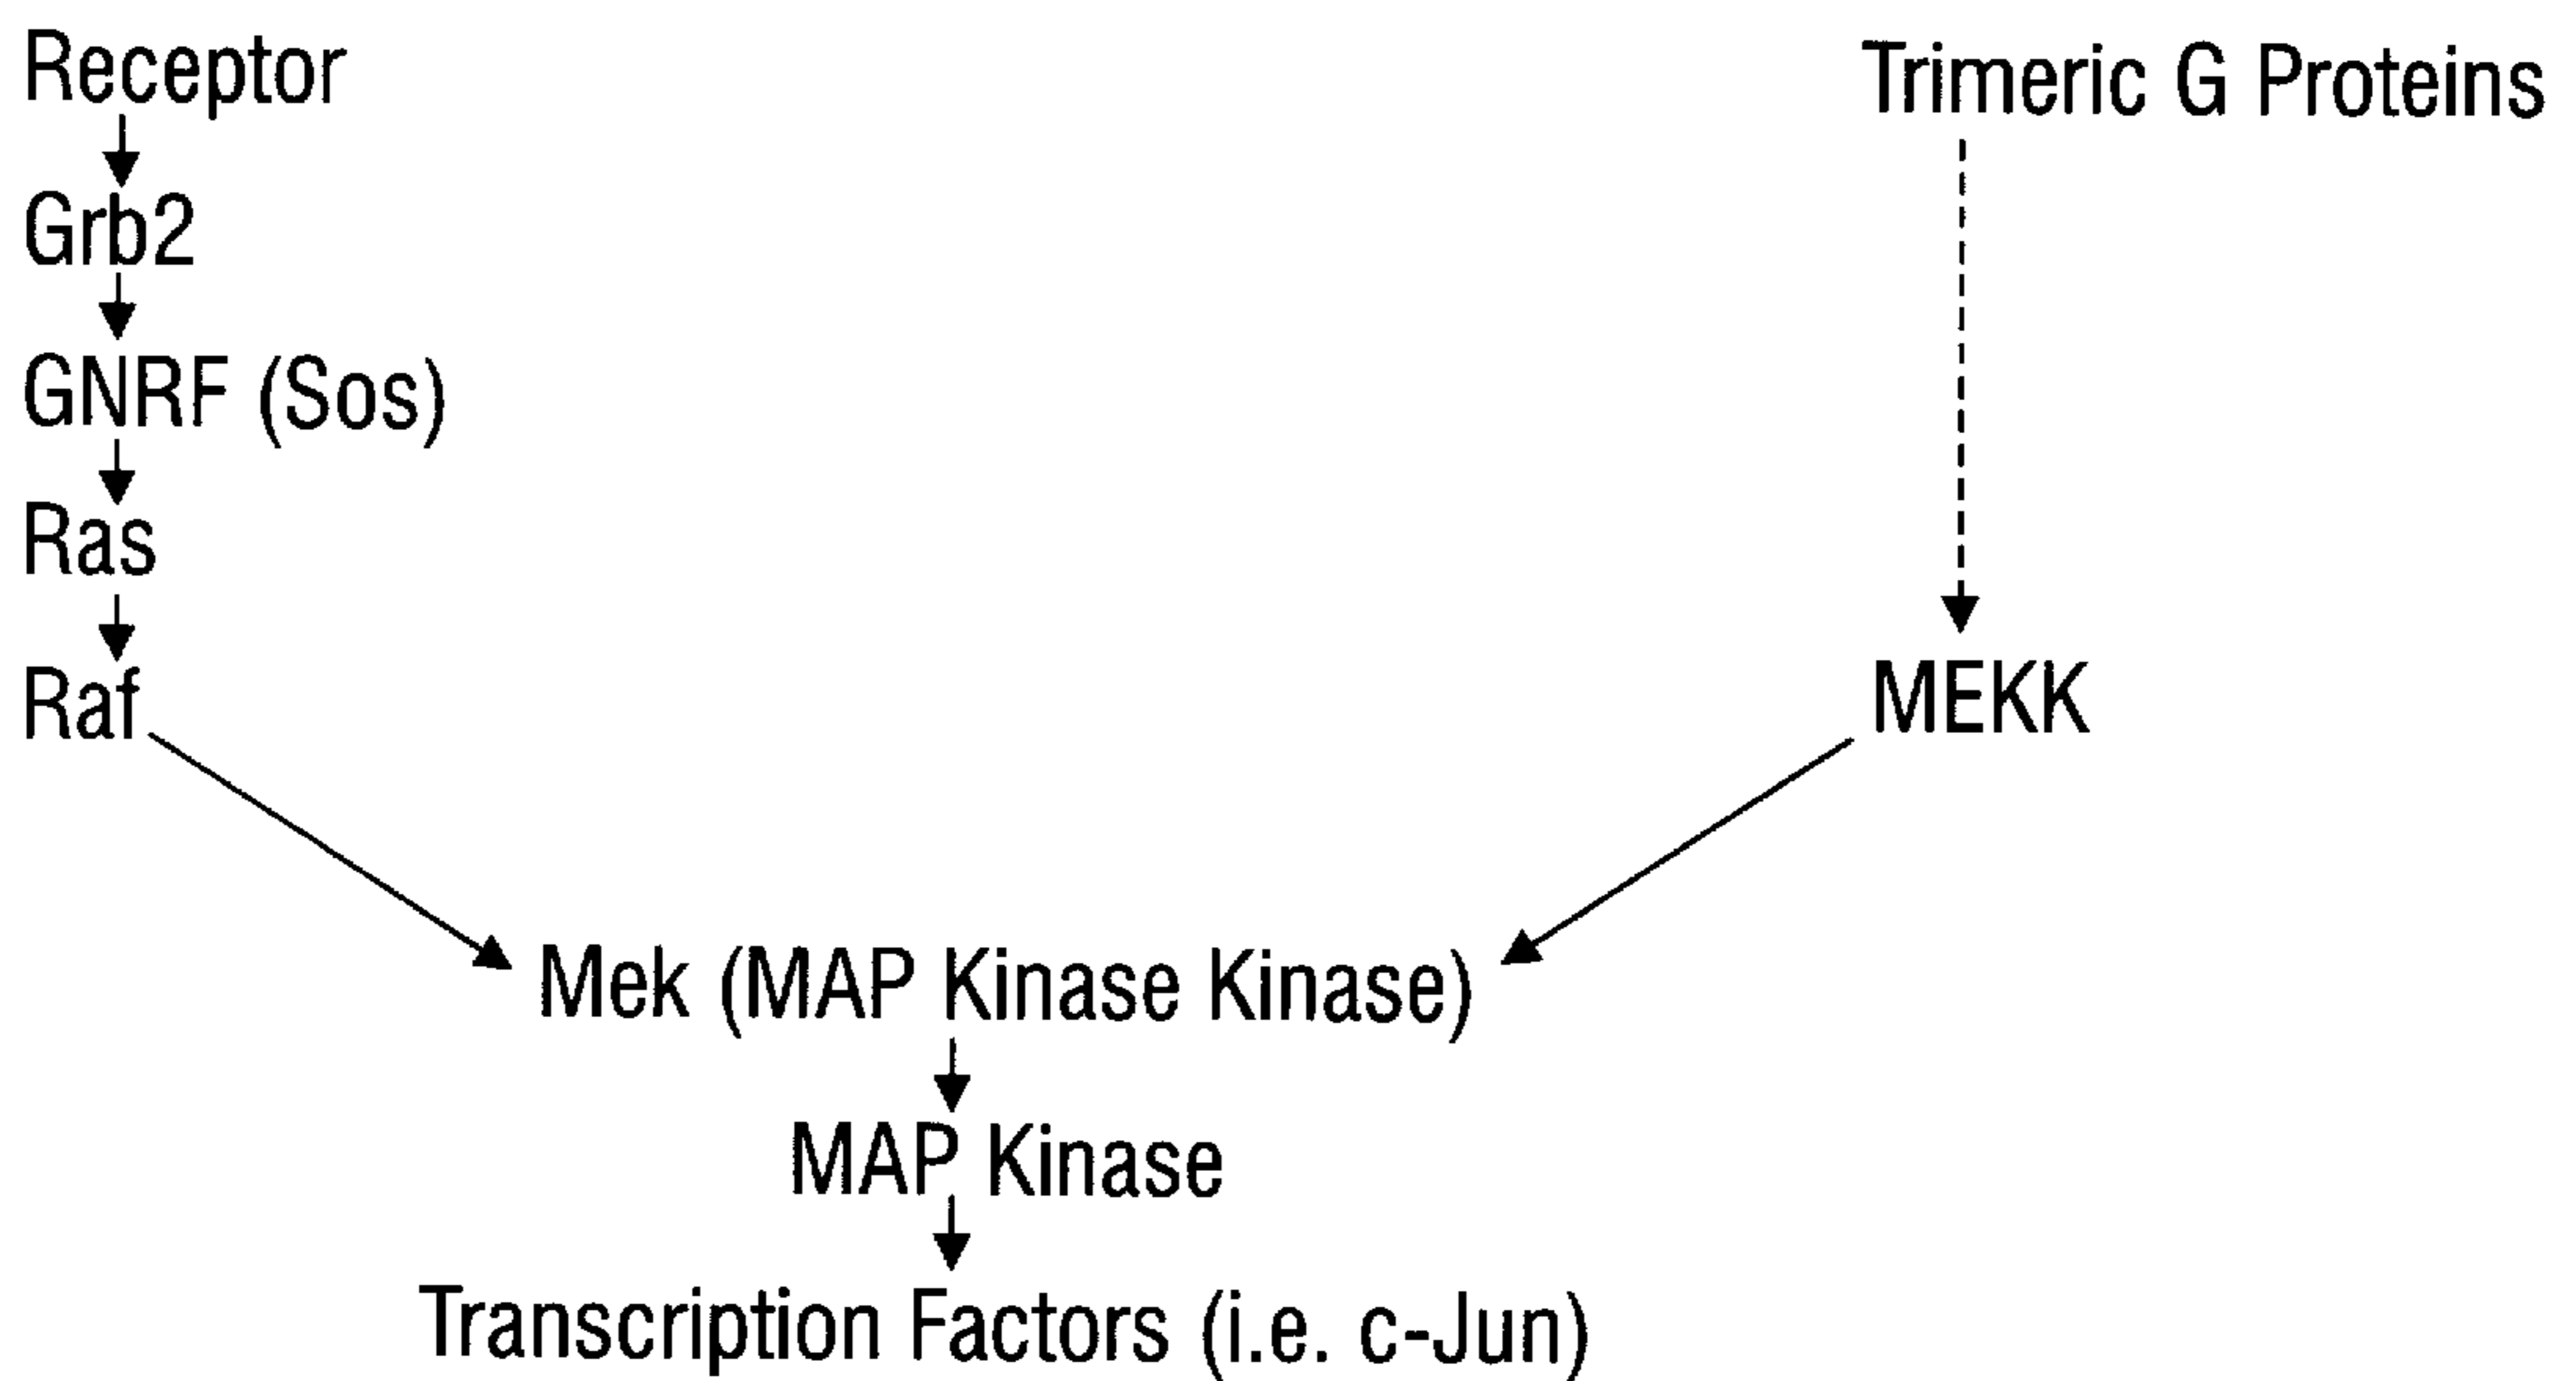 Receptor
Trimeric G Proteins
Grb2
GNRF (Sos)
Ras
Raf
MEKK
Mek (MAP Kinase Kinase)
MAP Kinase
Transcription Factors (i.e. c-Jun)